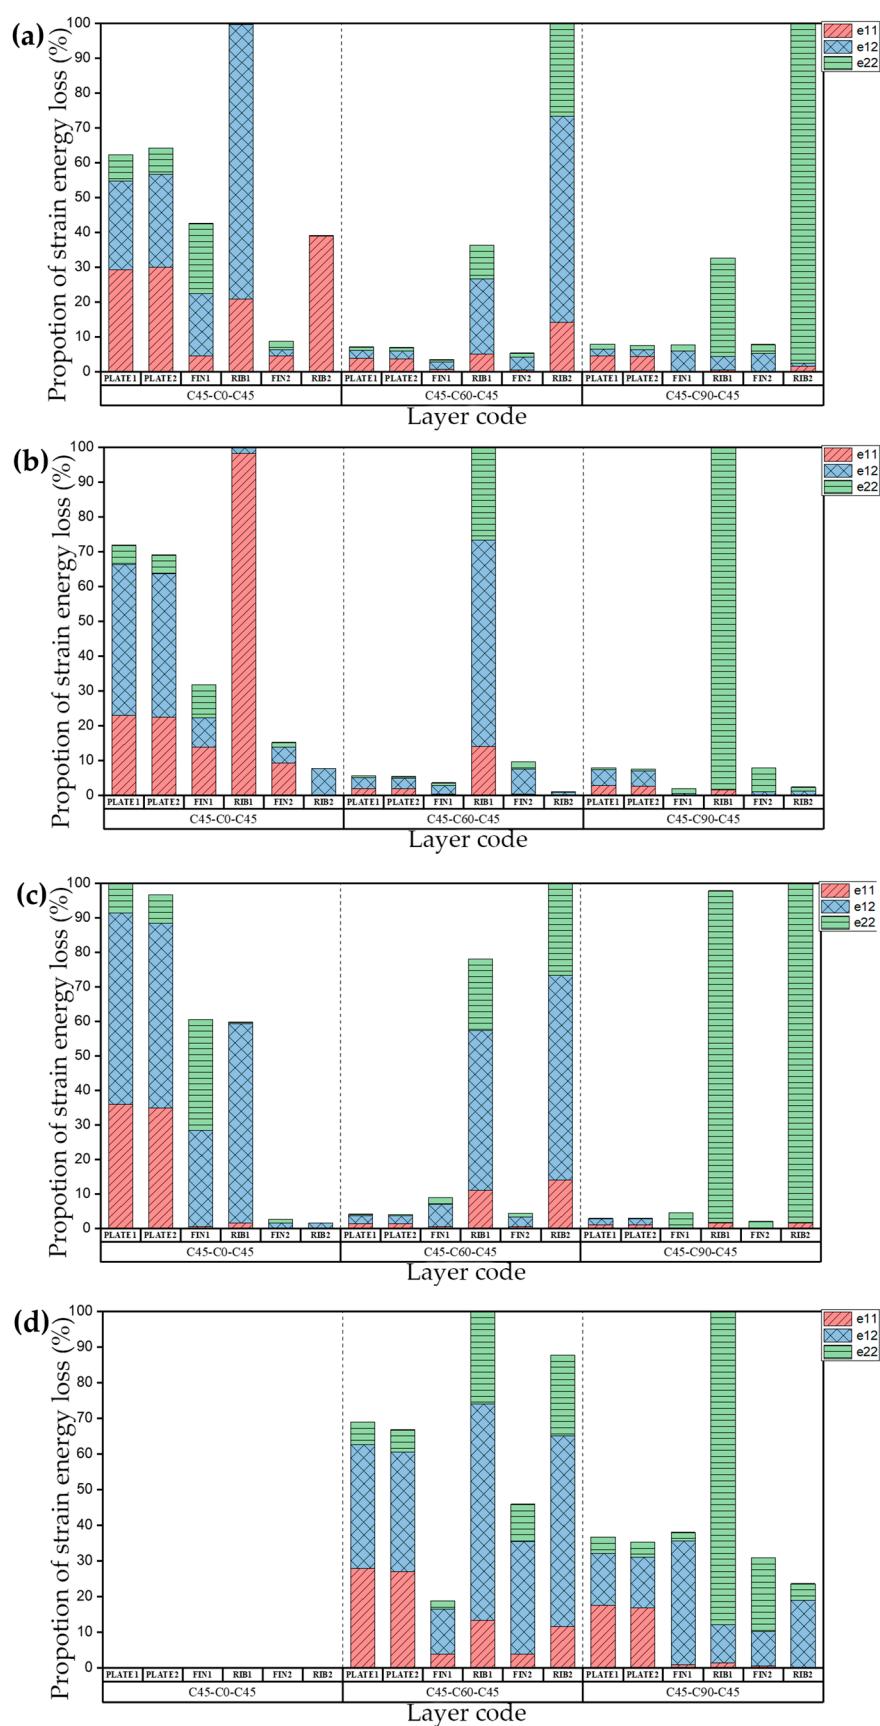 (a)
Propotion of strain energy loss (%)
100
90
80
70
60
50
40
30
20
10
0
e11
e12
e22
PLATE1 PLATE2 FIN1 RIB1 FIN2 RIB2 PLATE1 PLATE2 FIN1 RIB1 FIN2 RIB2 PLATE1 PLATE2 FIN1 RIB1 FIN2 RIB2
C45-C0-C45 C45-C60-C45 C45-C90-C45
Layer code
(b)
Propotion of strain energy loss (%)
100
90
80
70
60
50
40
30
20
10
0
e11
e12
e22
PLATE1 PLATE2 FIN1 RIB1 FIN2 RIB2 PLATE1 PLATE2 FIN1 RIB1 FIN2 RIB2 PLATE1 PLATE2 FIN1 RIB1 FIN2 RIB2
C45-C0-C45 C45-C60-C45 C45-C90-C45
Layer code
(c)
Propotion of strain energy loss (%)
100
90
80
70
60
50
40
30
20
10
0
e11
e12
e22
PLATE1 PLATE2 FIN1 RIB1 FIN2 RIB2 PLATE1 PLATE2 FIN1 RIB1 FIN2 RIB2 PLATE1 PLATE2 FIN1 RIB1 FIN2 RIB2
C45-C0-C45 C45-C60-C45 C45-C90-C45
Layer code
(d)
Propotion of strain energy loss (%)
100
90
80
70
60
50
40
30
20
10
0
e11
e12
e22
PLATE1 PLATE2 FIN1 RIB1 FIN2 RIB2 PLATE1 PLATE2 FIN1 RIB1 FIN2 RIB2 PLATE1 PLATE2 FIN1 RIB1 FIN2 RIB2
C45-C0-C45 C45-C60-C45 C45-C90-C45
Layer code